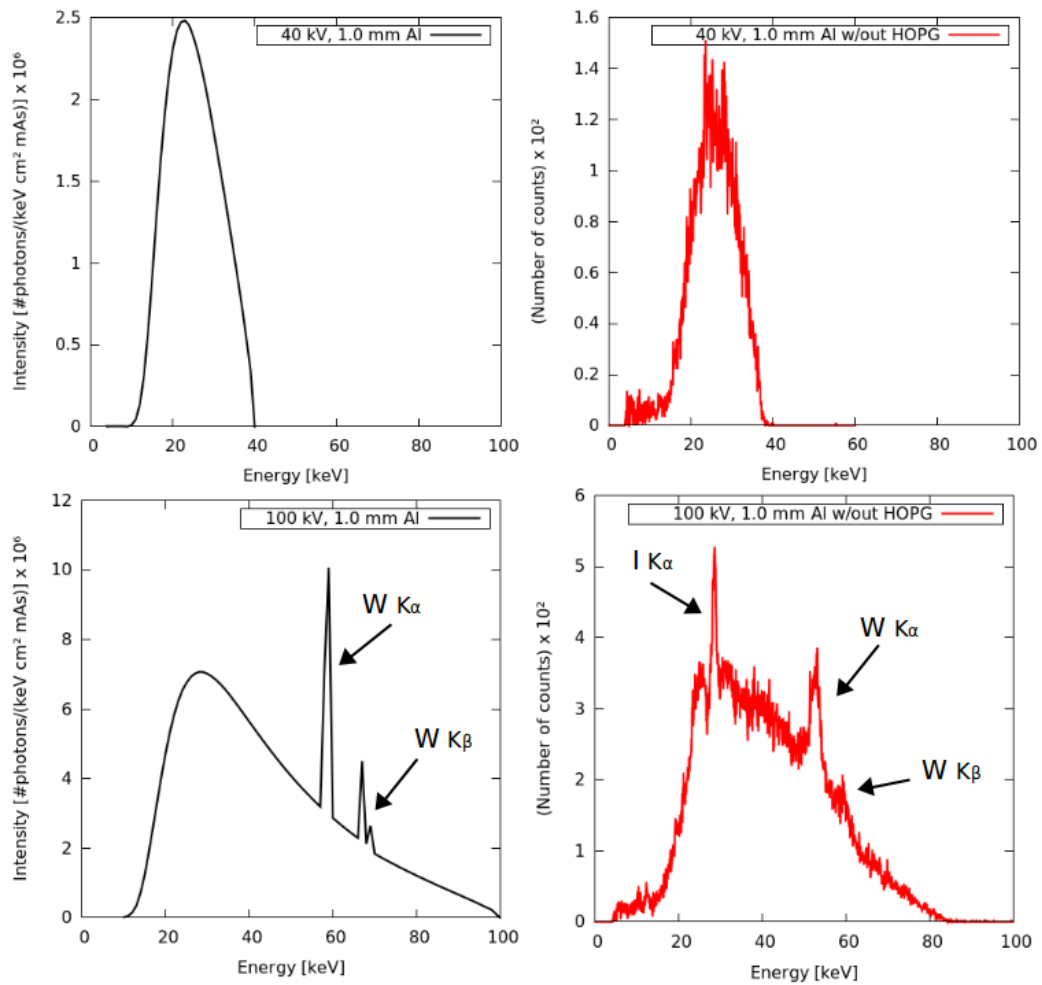 40 kV, 1.0 mm Al
Intensity [#photons/(keV cm² mAs)] x 10⁶
2.5
2
1.5
1
0.5
0
0 20 40 60 80 100
Energy [keV]
40 kV, 1.0 mm Al w/out HOPG
(Number of counts) x 10²
1.6
1.4
1.2
1
0.8
0.6
0.4
0.2
0
0 20 40 60 80 100
Energy [keV]
100 kV, 1.0 mm Al
Intensity [#photons/(keV cm² mAs)] x 10⁶
12
10
8
6
4
2
0
W Kα
W Kβ
0 20 40 60 80 100
Energy [keV]
100 kV, 1.0 mm Al w/out HOPG
(Number of counts) x 10²
6
5
4
3
2
1
0
I Kα
W Kα
W Kβ
0 20 40 60 80 100
Energy [keV]